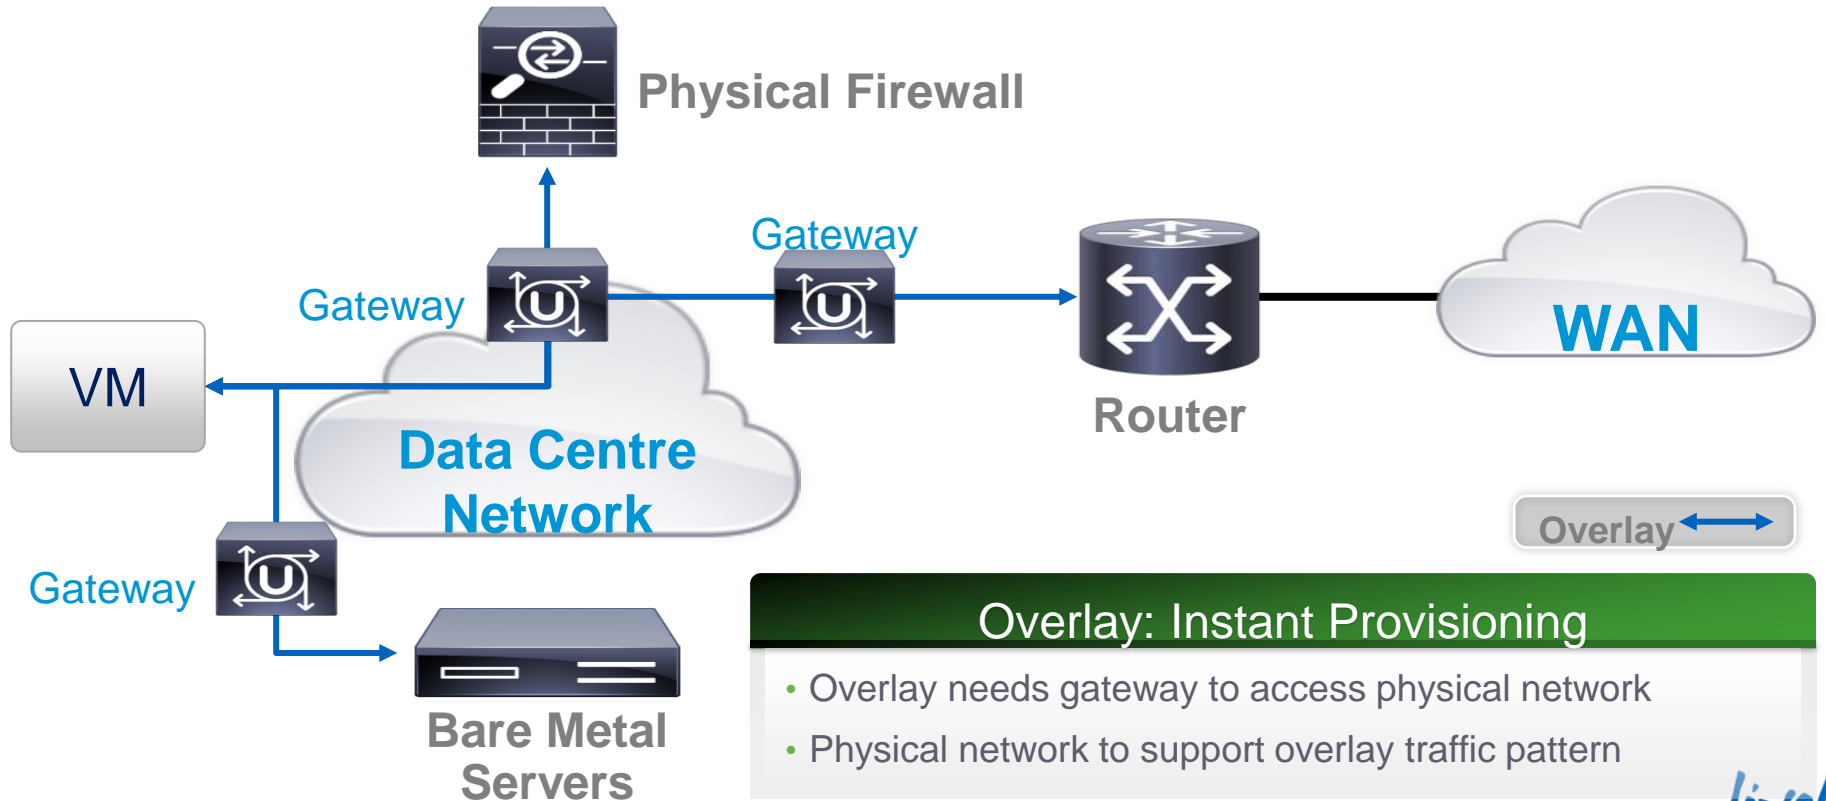 Physical Firewall
Gateway
Gateway
VM
WAN
Router
Data Centre
Network
Overlay
Gateway
Bare Metal
Servers
Overlay: Instant Provisioning
• Overlay needs gateway to access physical network
• Physical network to support overlay traffic pattern